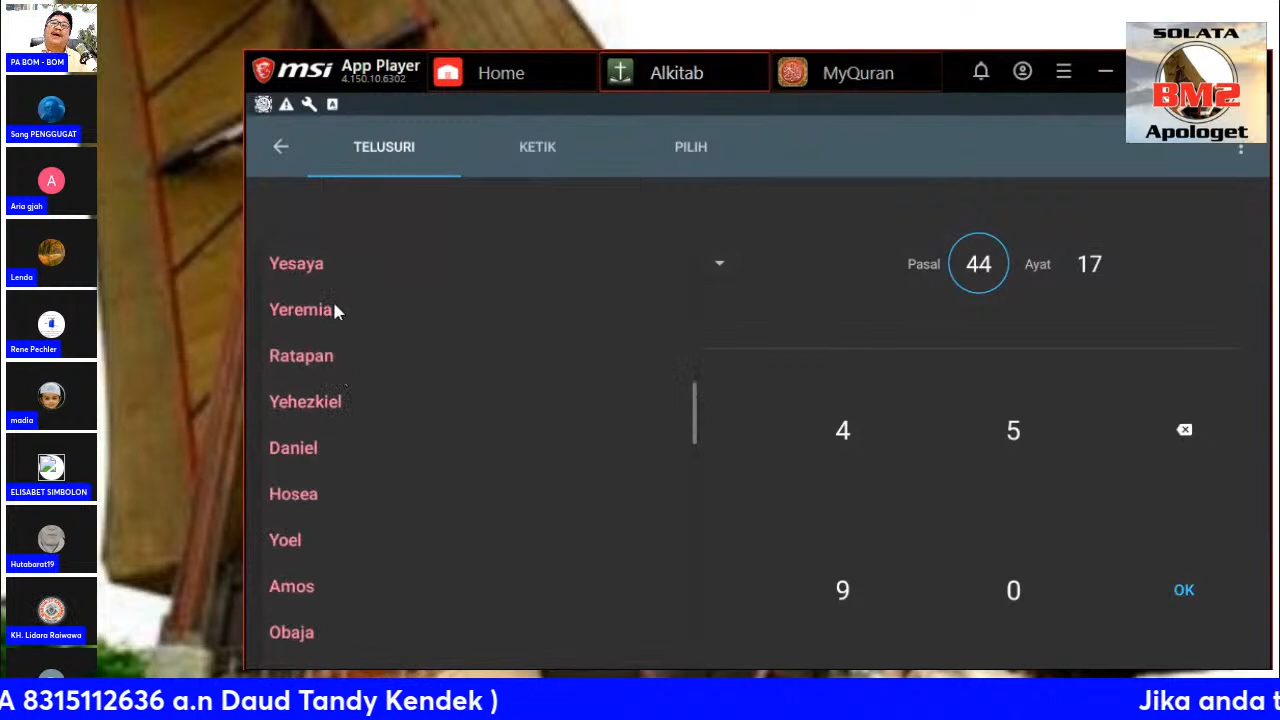 PA BOM - BOM
Sang PENGGUGAT
A
Aria gjah
Lenda
Rene Pechler
madia
ELISABET SIMBOLON
Hutabarat19
KH. Lidara Raiwawa
msi App Player
4.150.10.6302
Home
Alkitab
MyQuran
SOLATA
BM2
Apologet
TELUSURI
KETIK
PILIH
Yesaya
Yeremia
Ratapan
Yehezkiel
Daniel
Hosea
Yoel
Amos
Obaja
Pasal 44 Ayat 17
4 5
9 0 OK
A 8315112636 a.n Daud Tandy Kendek )
Jika anda t